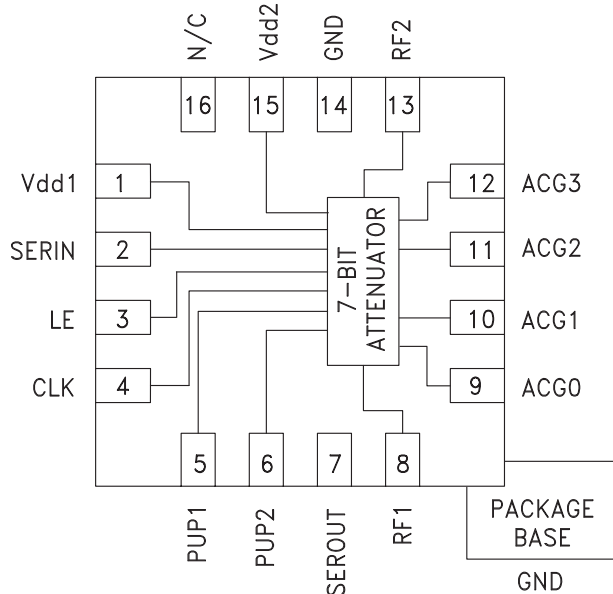 N/C
Vdd2
GND
RF2
16
15
14
13
Vdd1
1
12
ACG3
SERIN
2
11
ACG2
7-BIT
ATTENUATOR
LE
3
10
ACG1
CLK
4
9
ACG0
5
6
7
8
PUP1
PUP2
SEROUT
RF1
PACKAGE
BASE
GND